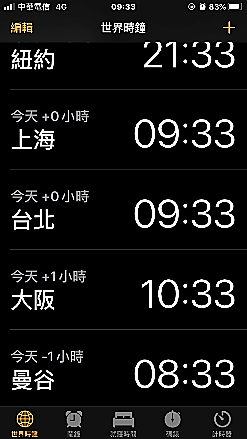 中華電信 4G 09:33 83%
編輯 世界時鐘 +
紐約 21:33
今天 +0 小時
上海 09:33
今天 +0 小時
台北 09:33
今天 +1 小時
大阪 10:33
今天 -1 小時
曼谷 08:33
世界時鐘 鬧鐘 就寢時間 碼錶 計時器